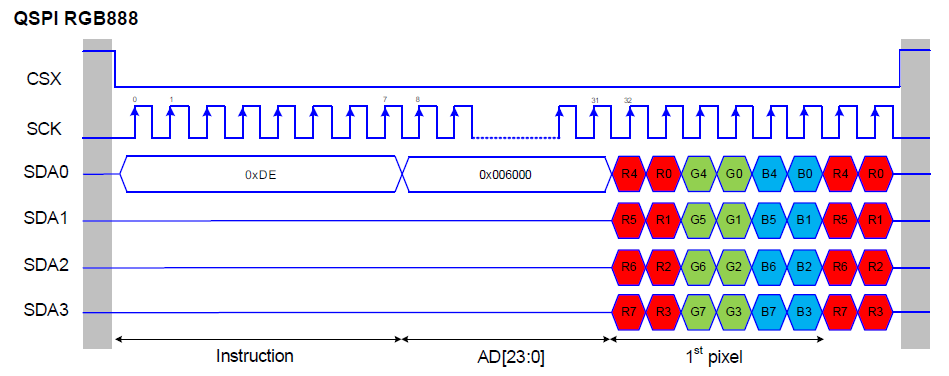 QSPI RGB888
CSX
0 1 7 8 31 32
SCK
SDA0 0xDE 0x006000 R4 R0 G4 G0 B4 B0 R4 R0
SDA1 R5 R1 G5 G1 B5 B1 R5 R1
SDA2 R6 R2 G6 G2 B6 B2 R6 R2
SDA3 R7 R3 G7 G3 B7 B3 R7 R3
Instruction AD[23:0] 1st pixel